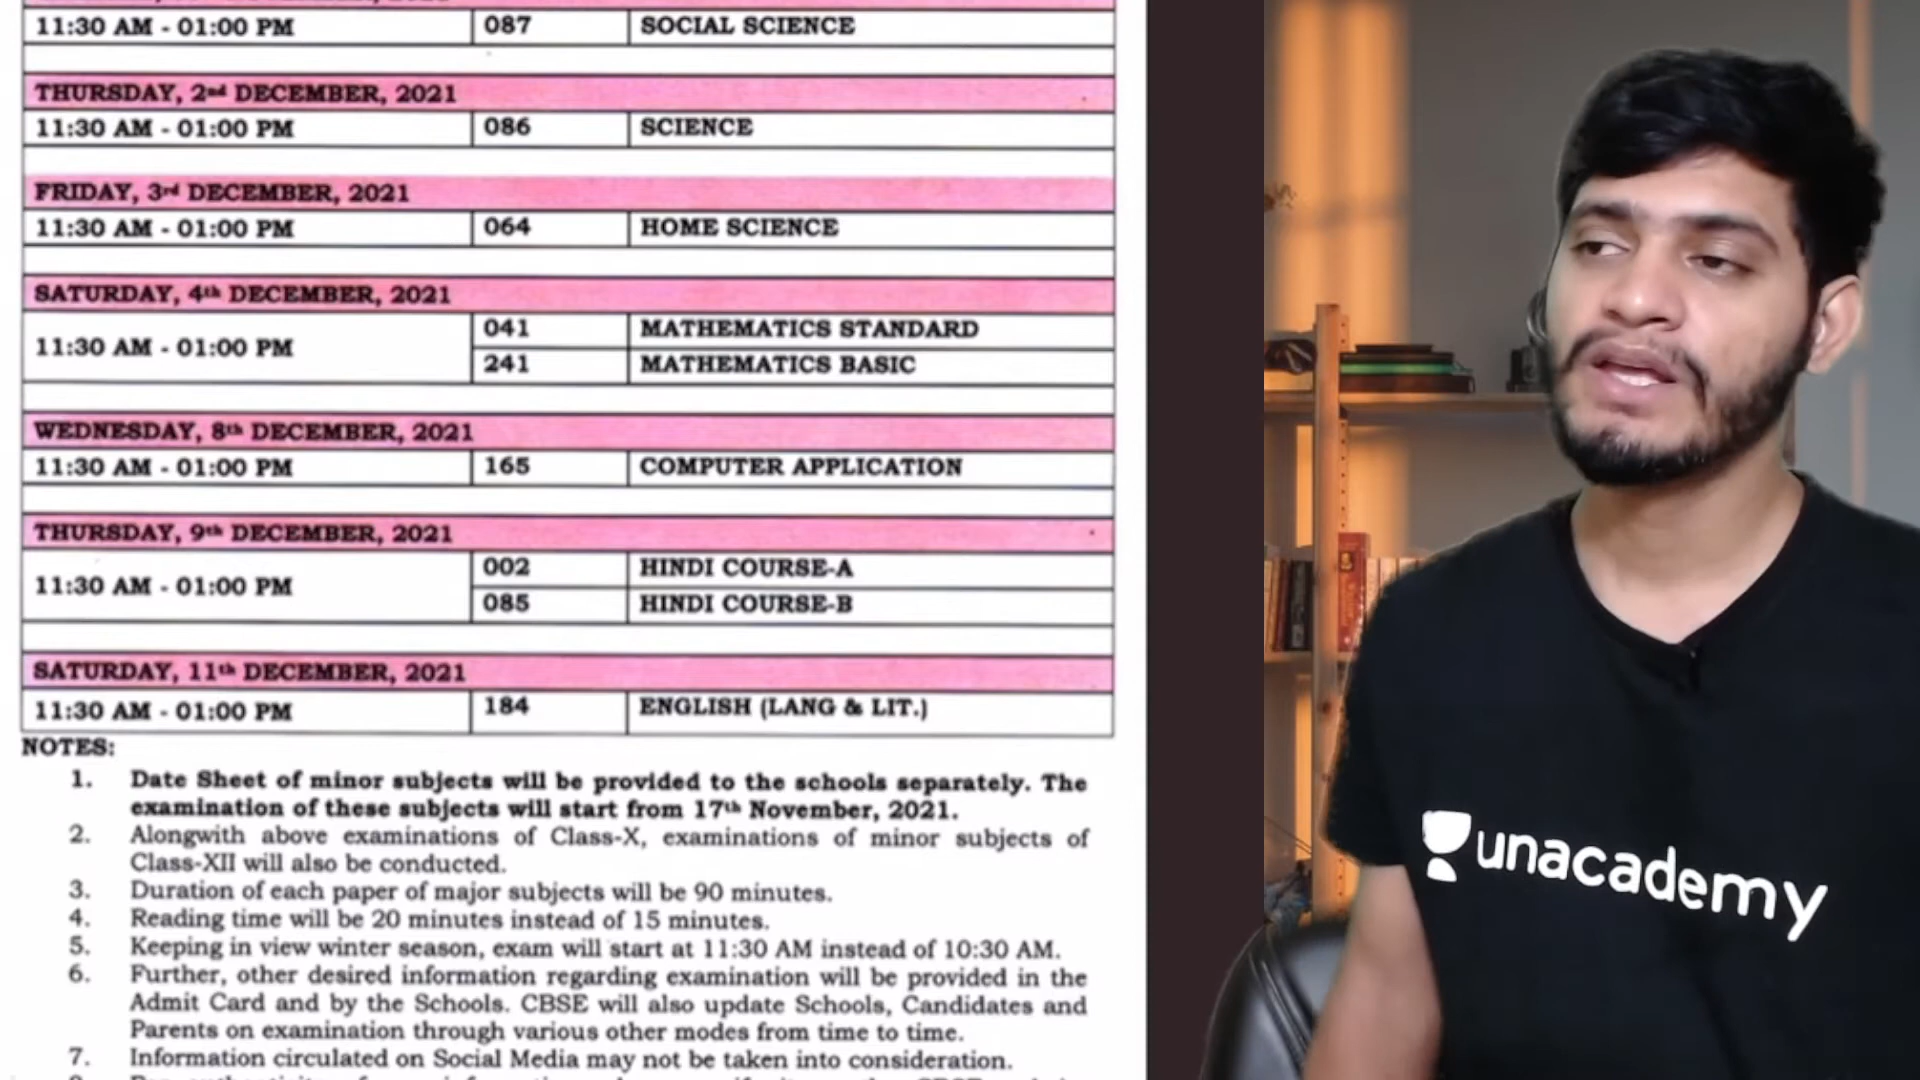 11:30 AM - 01:00 PM 087 SOCIAL SCIENCE
THURSDAY, 2nd DECEMBER, 2021
11:30 AM - 01:00 PM 086 SCIENCE
FRIDAY, 3rd DECEMBER, 2021
11:30 AM - 01:00 PM 064 HOME SCIENCE
SATURDAY, 4th DECEMBER, 2021
11:30 AM - 01:00 PM
041 MATHEMATICS STANDARD
241 MATHEMATICS BASIC
WEDNESDAY, 8th DECEMBER, 2021
11:30 AM - 01:00 PM 165 COMPUTER APPLICATION
THURSDAY, 9th DECEMBER, 2021
11:30 AM - 01:00 PM
002 HINDI COURSE-A
085 HINDI COURSE-B
SATURDAY, 11th DECEMBER, 2021
11:30 AM - 01:00 PM 184 ENGLISH (LANG & LIT.)
NOTES:
1. Date Sheet of minor subjects will be provided to the schools separately. The
examination of these subjects will start from 17th November, 2021.
2. Alongwith above examinations of Class-X, examinations of minor subjects of
Class-XII will also be conducted.
3. Duration of each paper of major subjects will be 90 minutes.
4. Reading time will be 20 minutes instead of 15 minutes.
5. Keeping in view winter season, exam will start at 11:30 AM instead of 10:30 AM.
6. Further, other desired information regarding examination will be provided in the
Admit Card and by the Schools. CBSE will also update Schools, Candidates and
Parents on examination through various other modes from time to time.
7. Information circulated on Social Media may not be taken into consideration.
unacademy